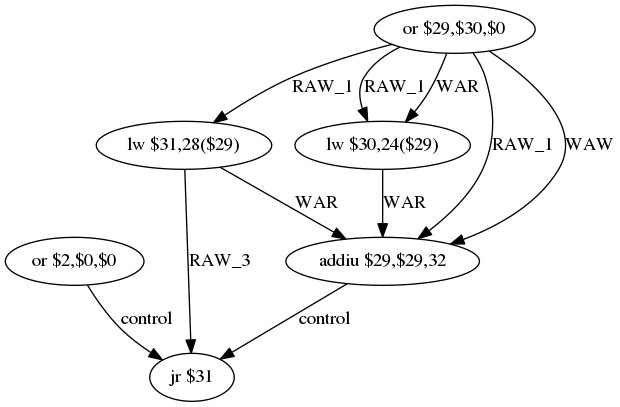 or $29,$30,$0
RAW_1
RAW_1
WAR
lw $31,28($29)
lw $30,24($29)
RAW_1
WAW
WAR
WAR
or $2,$0,$0
RAW_3
addiu $29,$29,32
control
control
jr $31